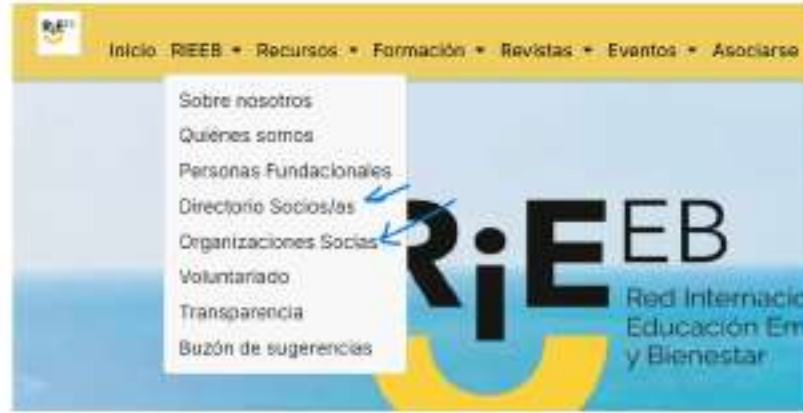 RiEEB
Inicio RIEEB Recursos Formación Revistas Eventos Asociarse
Sobre nosotros
Quiénes somos
Personas Fundacionales
Directorio Socios/as
Organizaciones Socias
Voluntariado
Transparencia
Buzón de sugerencias
RiEEB
Red Internacio
Educación Em
y Bienestar